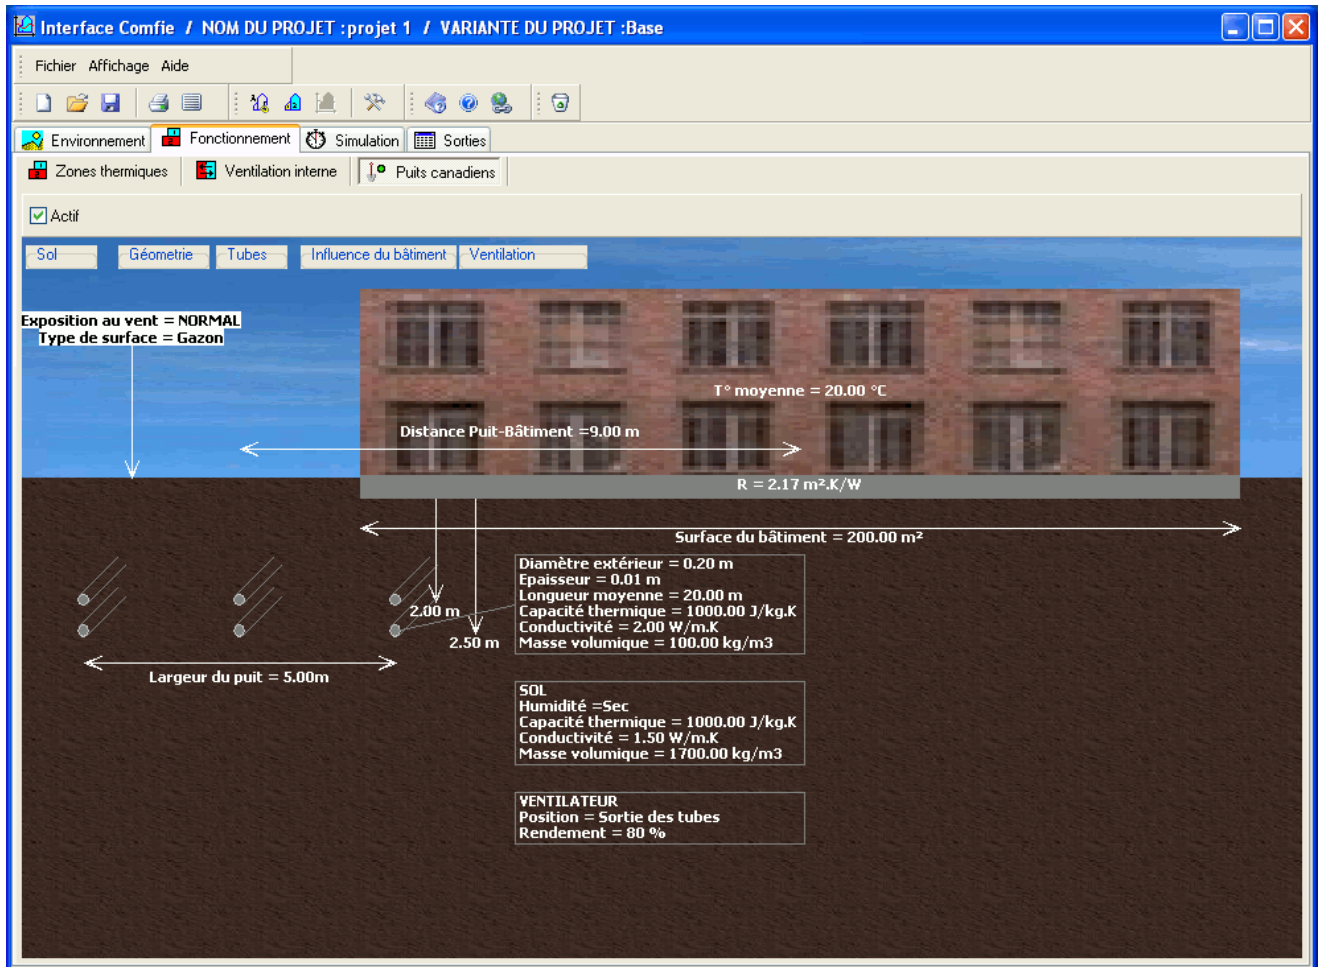 Interface Comfie / NOM DU PROJET :projet 1 / VARIANTE DU PROJET :Base
Fichier Affichage Aide
Environnement Fonctionnement Simulation Sorties
Zones thermiques Ventilation interne Puits canadiens
Actif
Sol Géometrie Tubes Influence du bâtiment Ventilation
Exposition au vent = NORMAL
Type de surface = Gazon
T° moyenne = 20.00 °C
Distance Puit-Bâtiment =9.00 m
R = 2.17 m².K/W
Surface du bâtiment = 200.00 m²
Diamètre extérieur = 0.20 m
Epaisseur = 0.01 m
Longueur moyenne = 20.00 m
Capacité thermique = 1000.00 J/kg.K
Conductivité = 2.00 W/m.K
Masse volumique = 100.00 kg/m3
2.00 m
2.50 m
Largeur du puit = 5.00m
SOL
Humidité =Sec
Capacité thermique = 1000.00 J/kg.K
Conductivité = 1.50 W/m.K
Masse volumique = 1700.00 kg/m3
VENTILATEUR
Position = Sortie des tubes
Rendement = 80 %